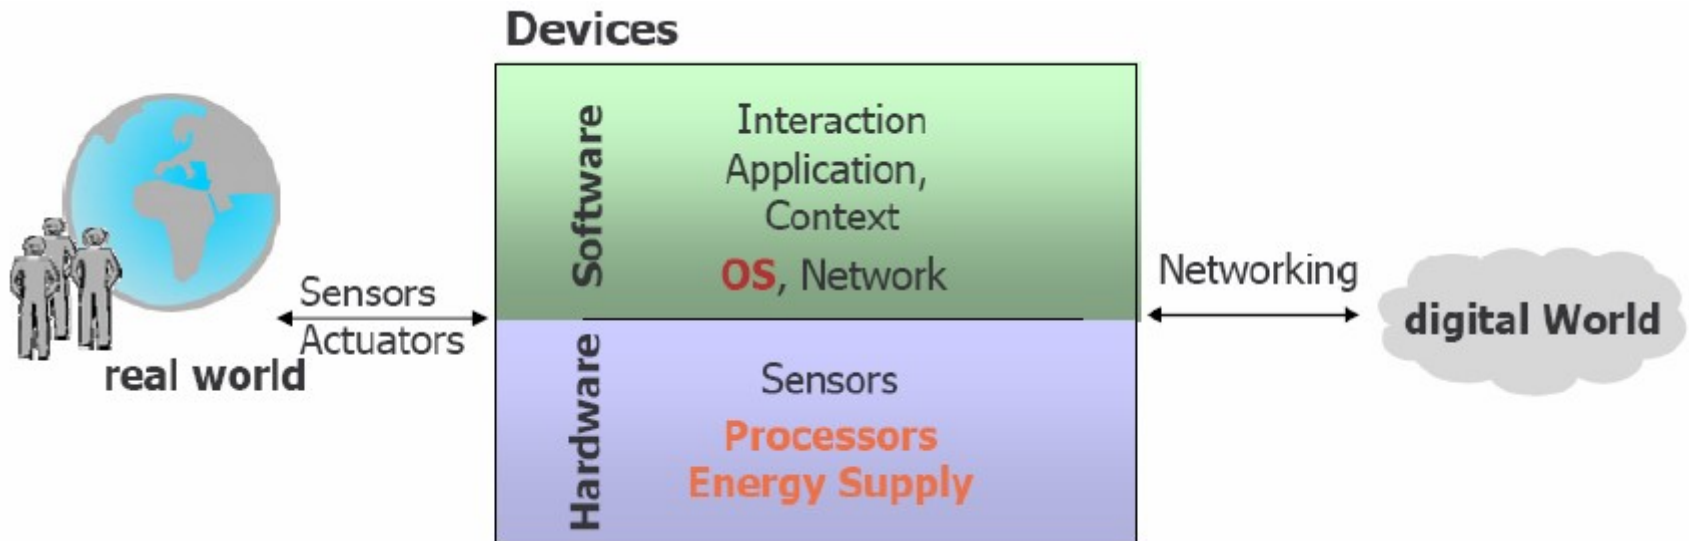 Devices
Software
Interaction
Application,
Context
OS, Network
Sensors
Actuators
real world
Networking
digital World
Hardware
Sensors
Processors
Energy Supply